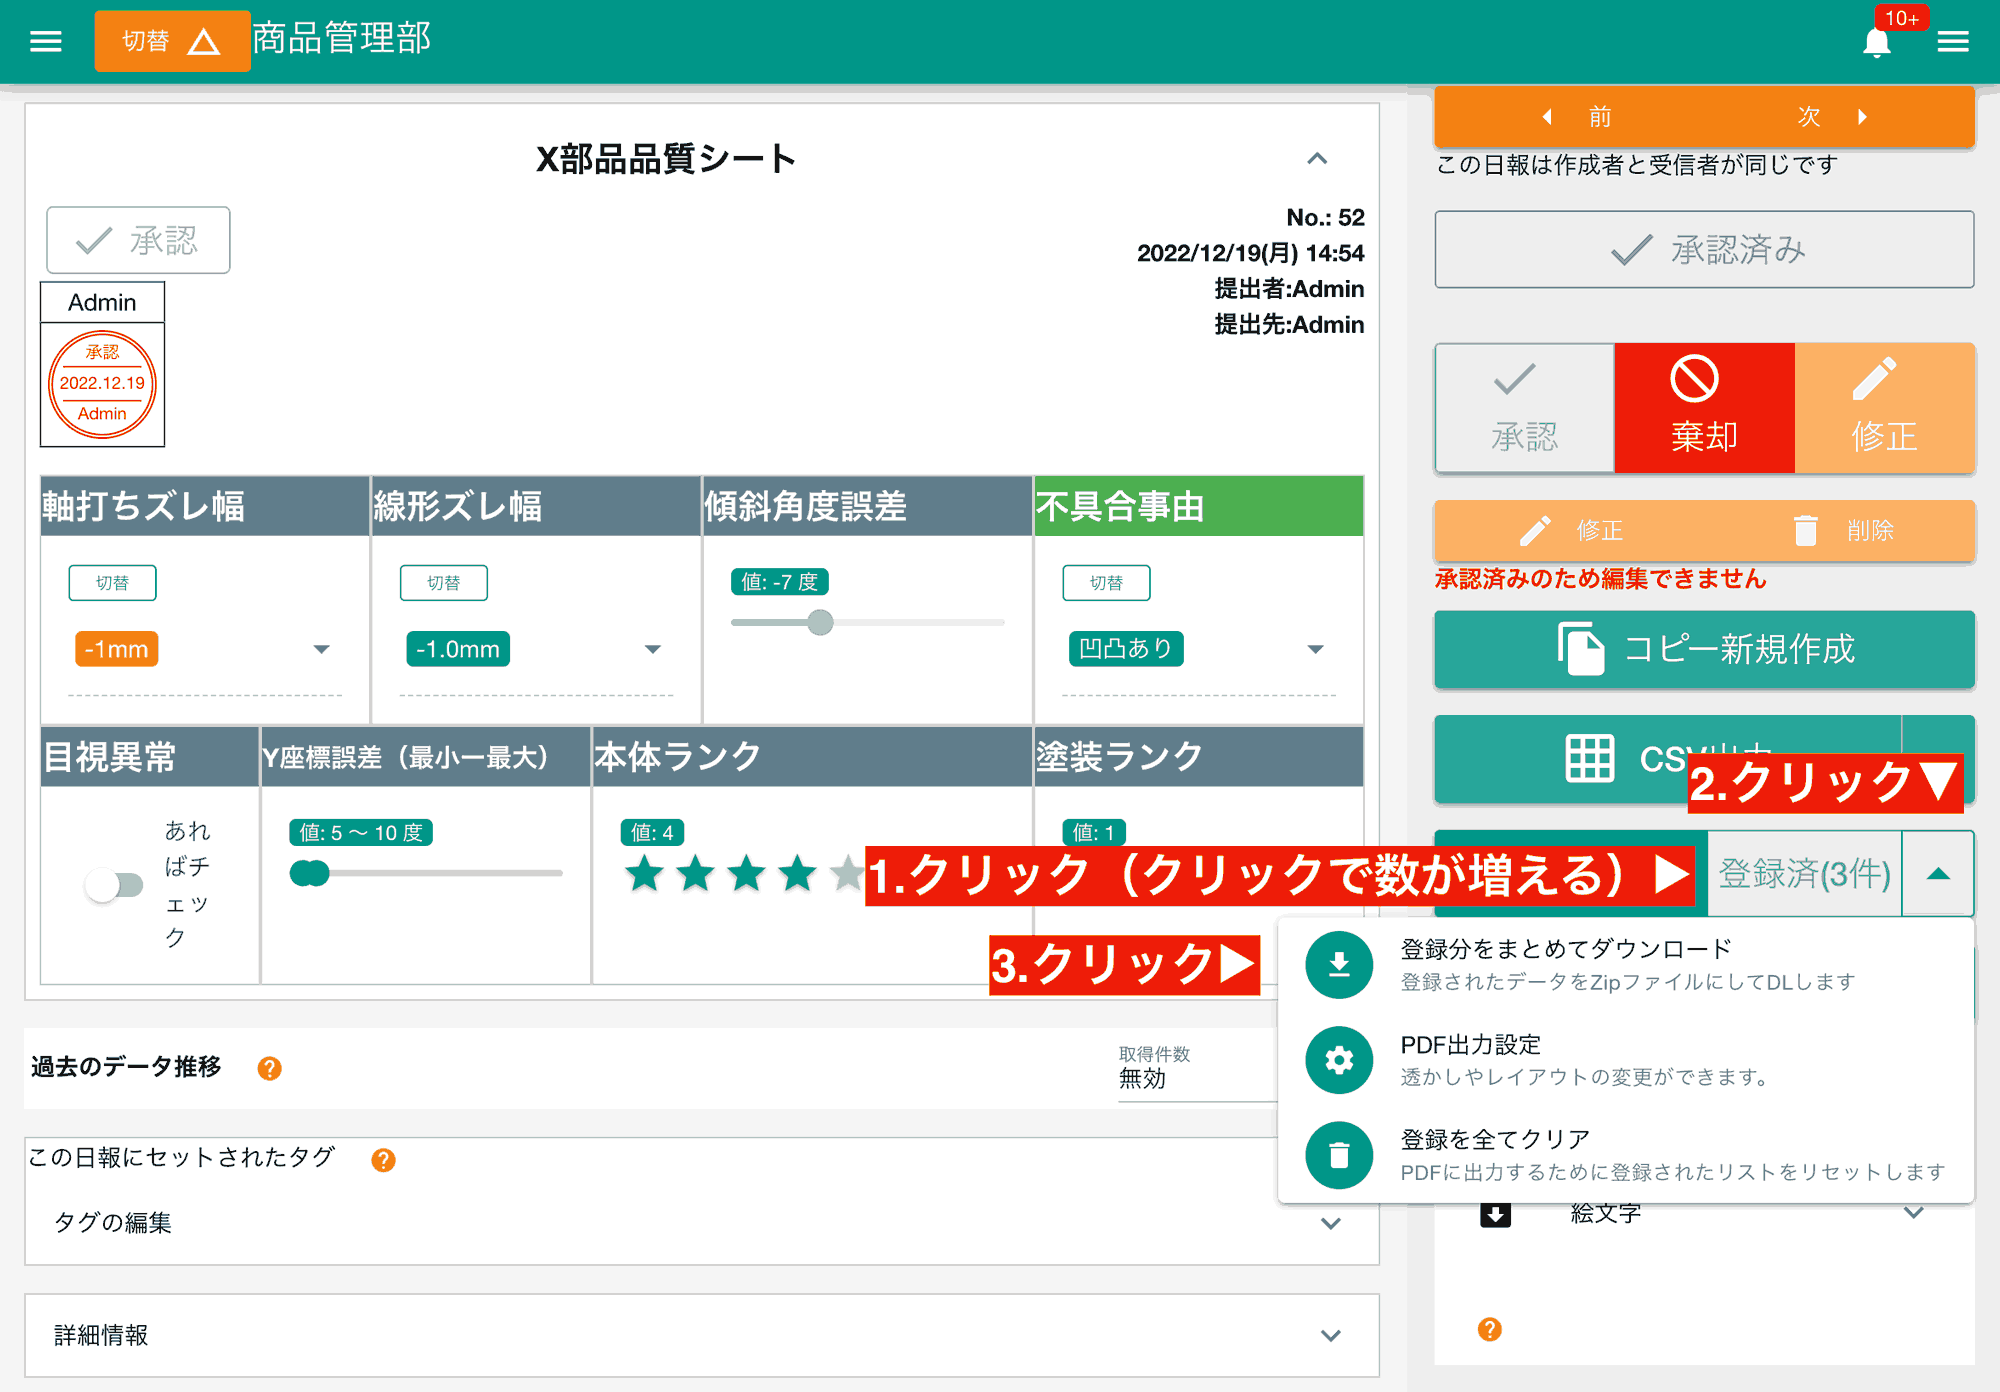 切替
商品管理部
10+
X部品品質シート
承認
No.: 52
2022/12/19(月) 14:54
提出者:Admin
提出先:Admin
Admin
承認
2022.12.19
Admin
軸打ちズレ幅
線形ズレ幅
傾斜角度誤差
不具合事由
切替
切替
値: -7 度
切替
-1mm
-1.0mm
凹凸あり
目視異常
Y座標誤差（最小ー最大）
本体ランク
塗装ランク
あれ
ばチ
ェッ
ク
値: 5 〜 10 度
値: 4
値: 1
過去のデータ推移
?
取得件数
無効
この日報にセットされたタグ
?
タグの編集
詳細情報
前
次
この日報は作成者と受信者が同じです
承認済み
承認
棄却
修正
修正
削除
承認済みのため編集できません
コピー新規作成
CSV出力
2.クリック▼
1.クリック（クリックで数が増える）▶
登録済(3件)
3.クリック▶
登録分をまとめてダウンロード
登録されたデータをZipファイルにしてDLします
PDF出力設定
透かしやレイアウトの変更ができます。
登録を全てクリア
PDFに出力するために登録されたリストをリセットします
絵文字
?